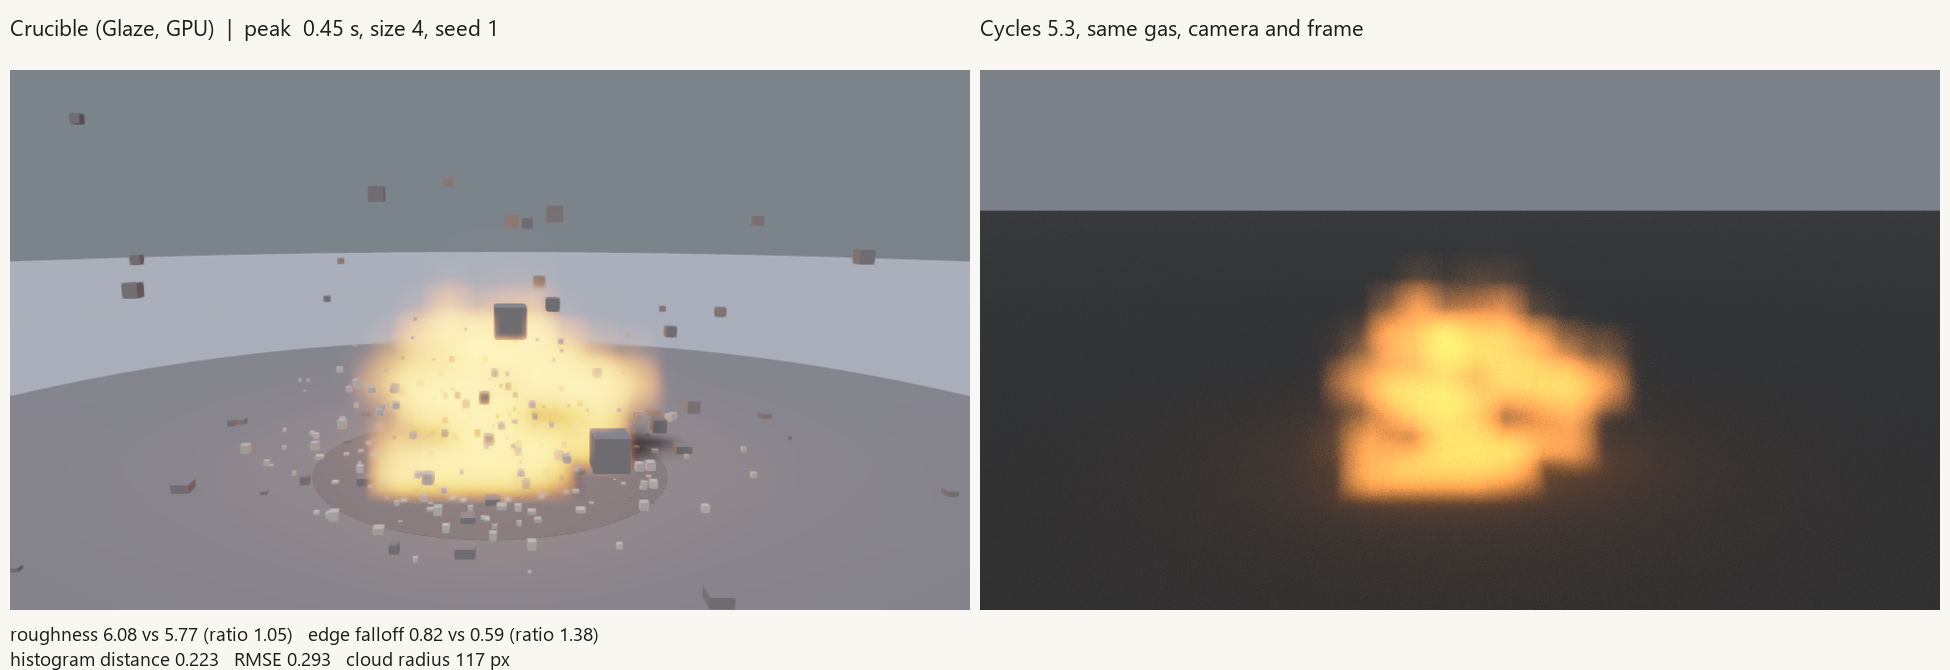 Crucible (Glaze, GPU)  |  peak  0.45 s, size 4, seed 1
Cycles 5.3, same gas, camera and frame
roughness 6.08 vs 5.77 (ratio 1.05)   edge falloff 0.82 vs 0.59 (ratio 1.38)
histogram distance 0.223   RMSE 0.293   cloud radius 117 px